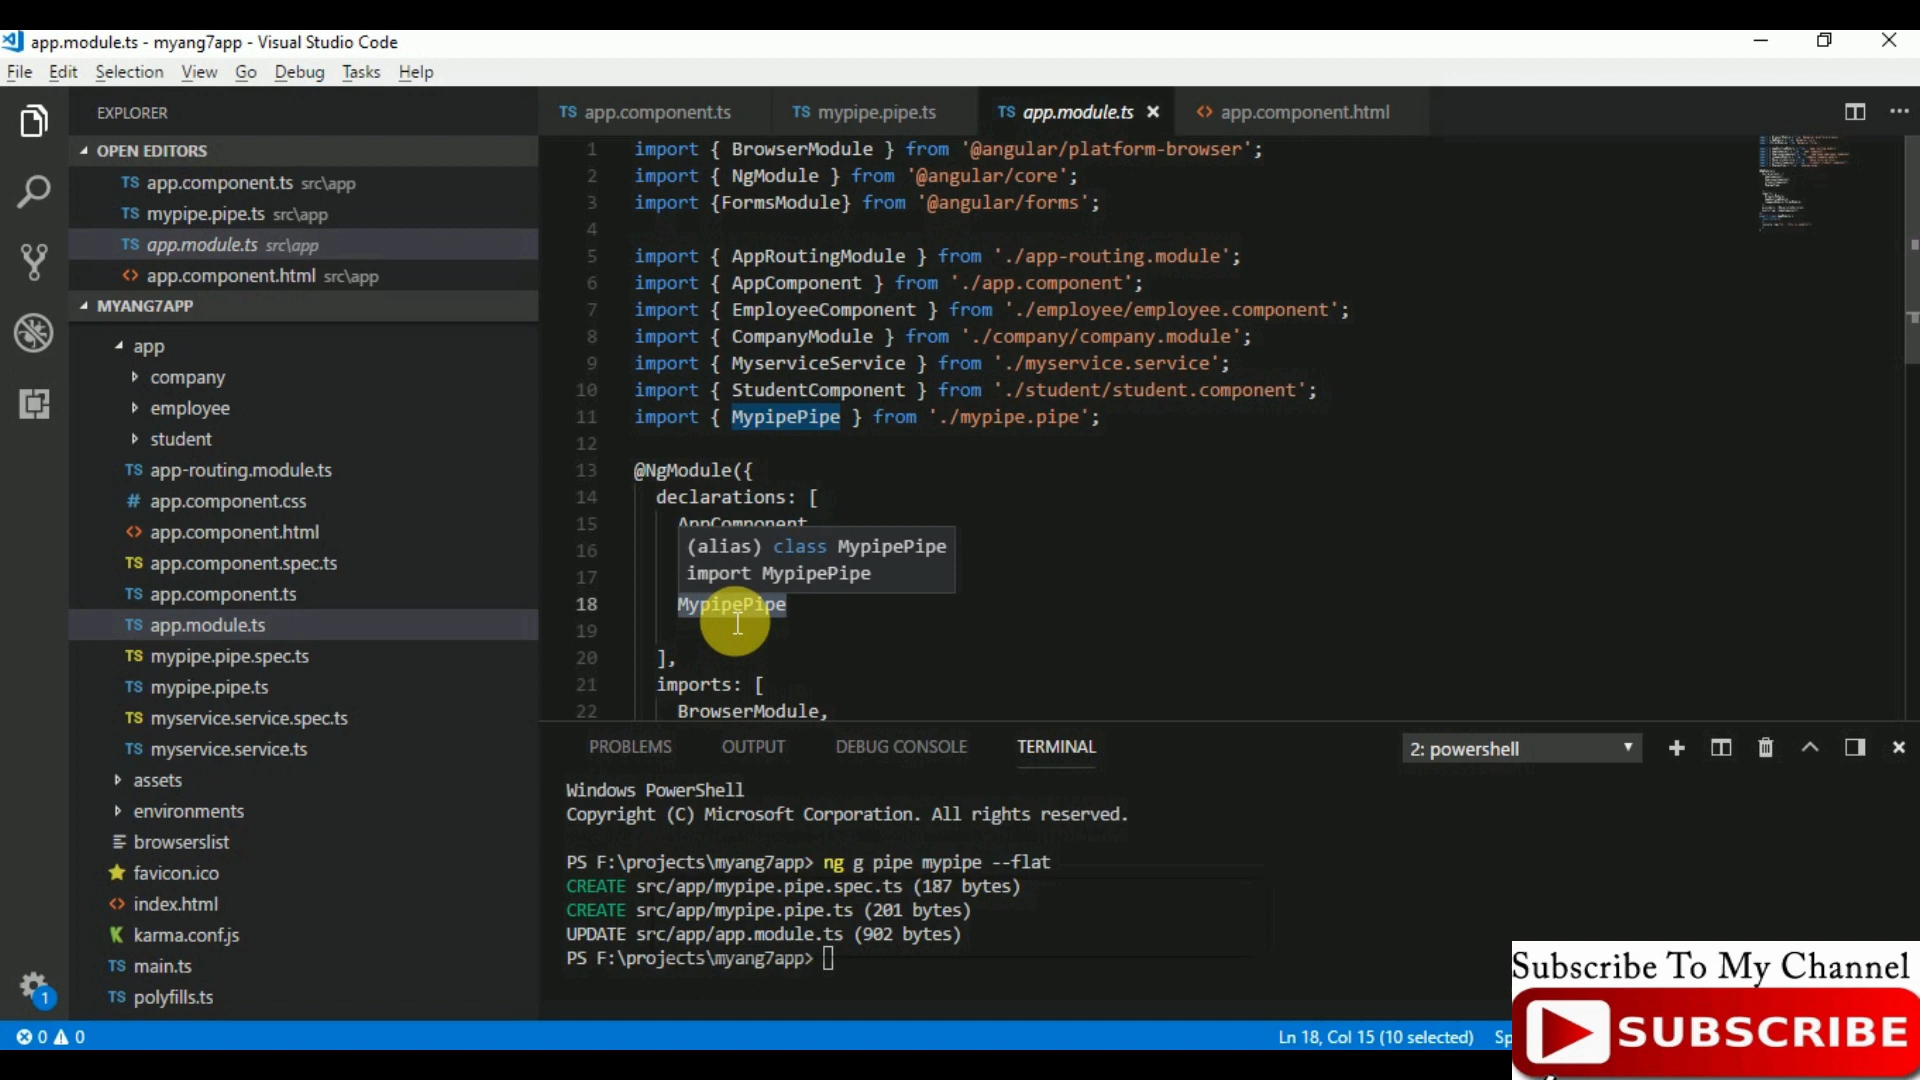 app.module.ts - myang7app - Visual Studio Code
File Edit Selection View Go Debug Tasks Help
EXPLORER
OPEN EDITORS
TS app.component.ts src\app
TS mypipe.pipe.ts src\app
TS app.module.ts src\app
<> app.component.html src\app
MYANG7APP
app
company
employee
student
TS app-routing.module.ts
# app.component.css
<> app.component.html
TS app.component.spec.ts
TS app.component.ts
TS app.module.ts
TS mypipe.pipe.spec.ts
TS mypipe.pipe.ts
TS myservice.service.spec.ts
TS myservice.service.ts
assets
environments
browserslist
favicon.ico
<> index.html
karma.conf.js
TS main.ts
TS polyfills.ts
1
TS app.component.ts TS mypipe.pipe.ts TS app.module.ts <> app.component.html
1 import { BrowserModule } from '@angular/platform-browser';
2 import { NgModule } from '@angular/core';
3 import {FormsModule} from '@angular/forms';
4
5 import { AppRoutingModule } from './app-routing.module';
6 import { AppComponent } from './app.component';
7 import { EmployeeComponent } from './employee/employee.component';
8 import { CompanyModule } from './company/company.module';
9 import { MyserviceService } from './myservice.service';
10 import { StudentComponent } from './student/student.component';
11 import { MypipePipe } from './mypipe.pipe';
12
13 @NgModule({
14 declarations: [
15 AppComponent
16 (alias) class MypipePipe
17 import MypipePipe
18 MypipePipe
19
20 ],
21 imports: [
22 BrowserModule,
PROBLEMS OUTPUT DEBUG CONSOLE TERMINAL 2: powershell
Windows PowerShell
Copyright (C) Microsoft Corporation. All rights reserved.
PS F:\projects\myang7app> ng g pipe mypipe --flat
CREATE src/app/mypipe.pipe.spec.ts (187 bytes)
CREATE src/app/mypipe.pipe.ts (201 bytes)
UPDATE src/app/app.module.ts (902 bytes)
PS F:\projects\myang7app>
Subscribe To My Channel
SUBSCRIBE
0 0 Ln 18, Col 15 (10 selected)